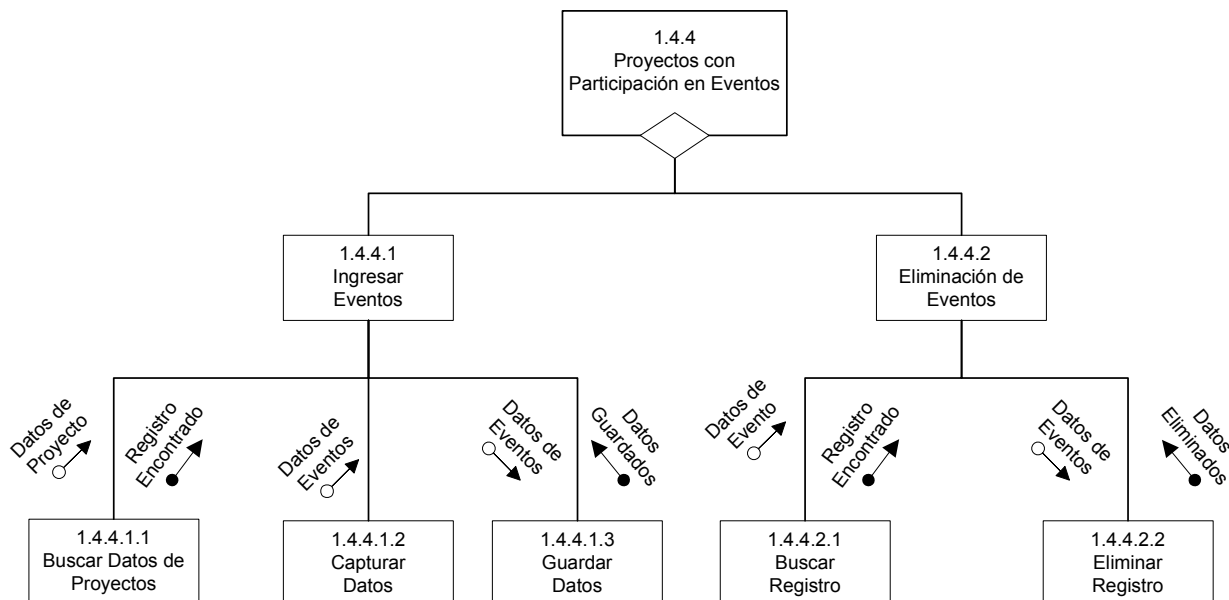 1.4.4
Proyectos con
Participación en Eventos
1.4.4.1
Ingresar
Eventos
1.4.4.2
Eliminación de
Eventos
Datos de
Proyecto
Registro
Encontrado
Datos de
Eventos
Datos de
Eventos
Datos
Guardados
Datos de
Evento
Registro
Encontrado
Datos de
Eventos
Datos
Eliminados
1.4.4.1.1
Buscar Datos de
Proyectos
1.4.4.1.2
Capturar
Datos
1.4.4.1.3
Guardar
Datos
1.4.4.2.1
Buscar
Registro
1.4.4.2.2
Eliminar
Registro